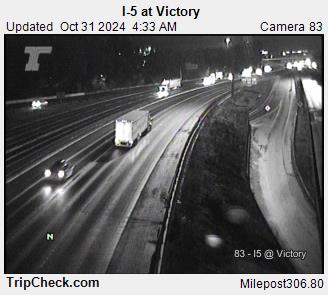 I-5 at Victory
Updated Oct 31 2024 4:33 AM Camera 83
T
N
83 - I5 @ Victory
TripCheck.com Milepost306.80